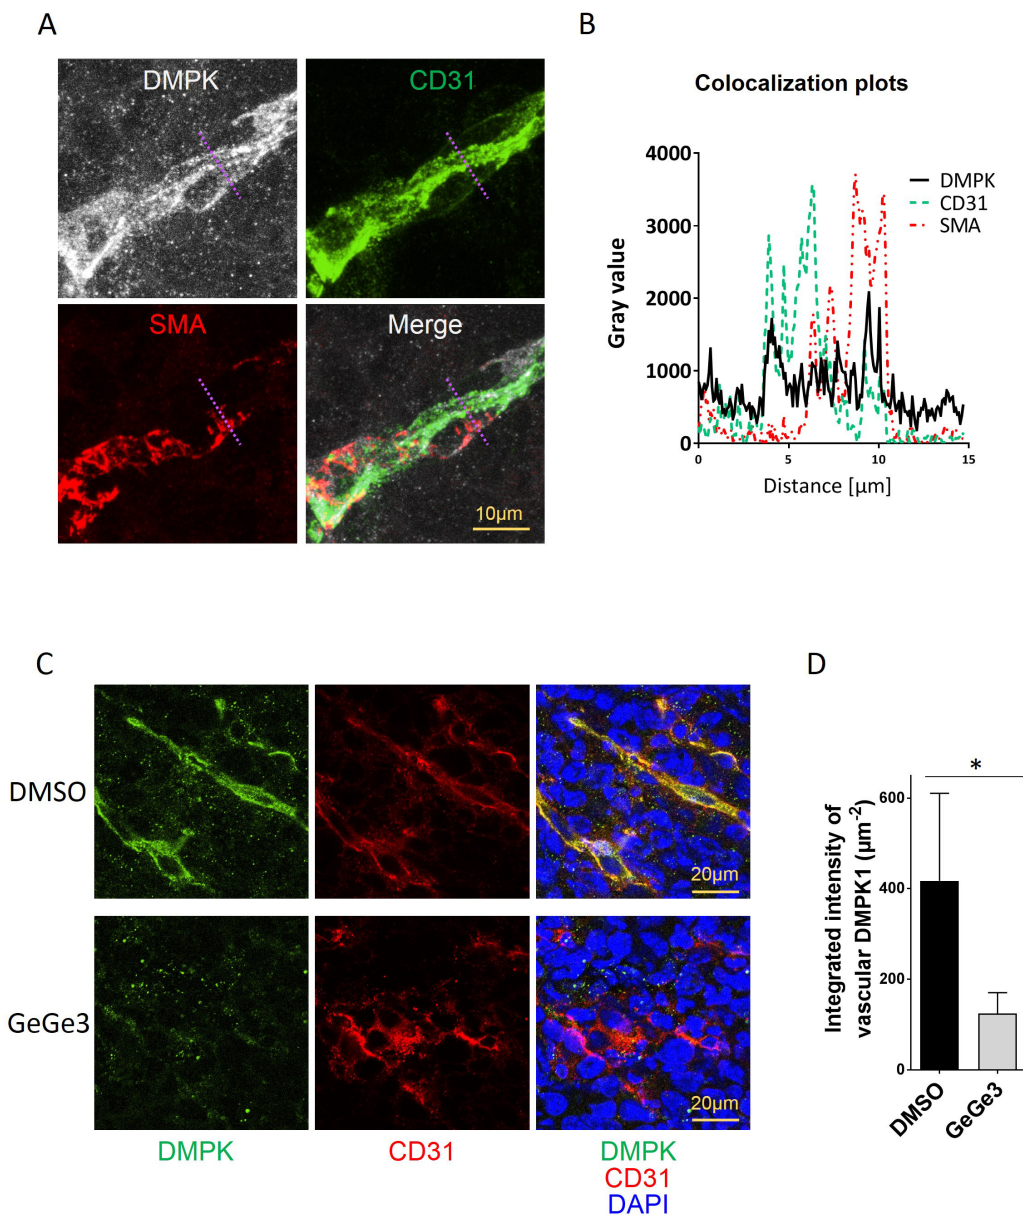 A
DMPK
CD31
SMA
Merge
10µm
B
Colocalization plots
4000
3000
2000
1000
0
Gray value
DMPK
CD31
SMA
0
5
10
15
Distance [µm]
C
DMSO
20µm
GeGe3
20µm
DMPK
CD31
DMPK
CD31
DAPI
D
*
Integrated intensity of
vascular DMPK1 (µm-2)
600
400
200
0
DMSO
GeGe3